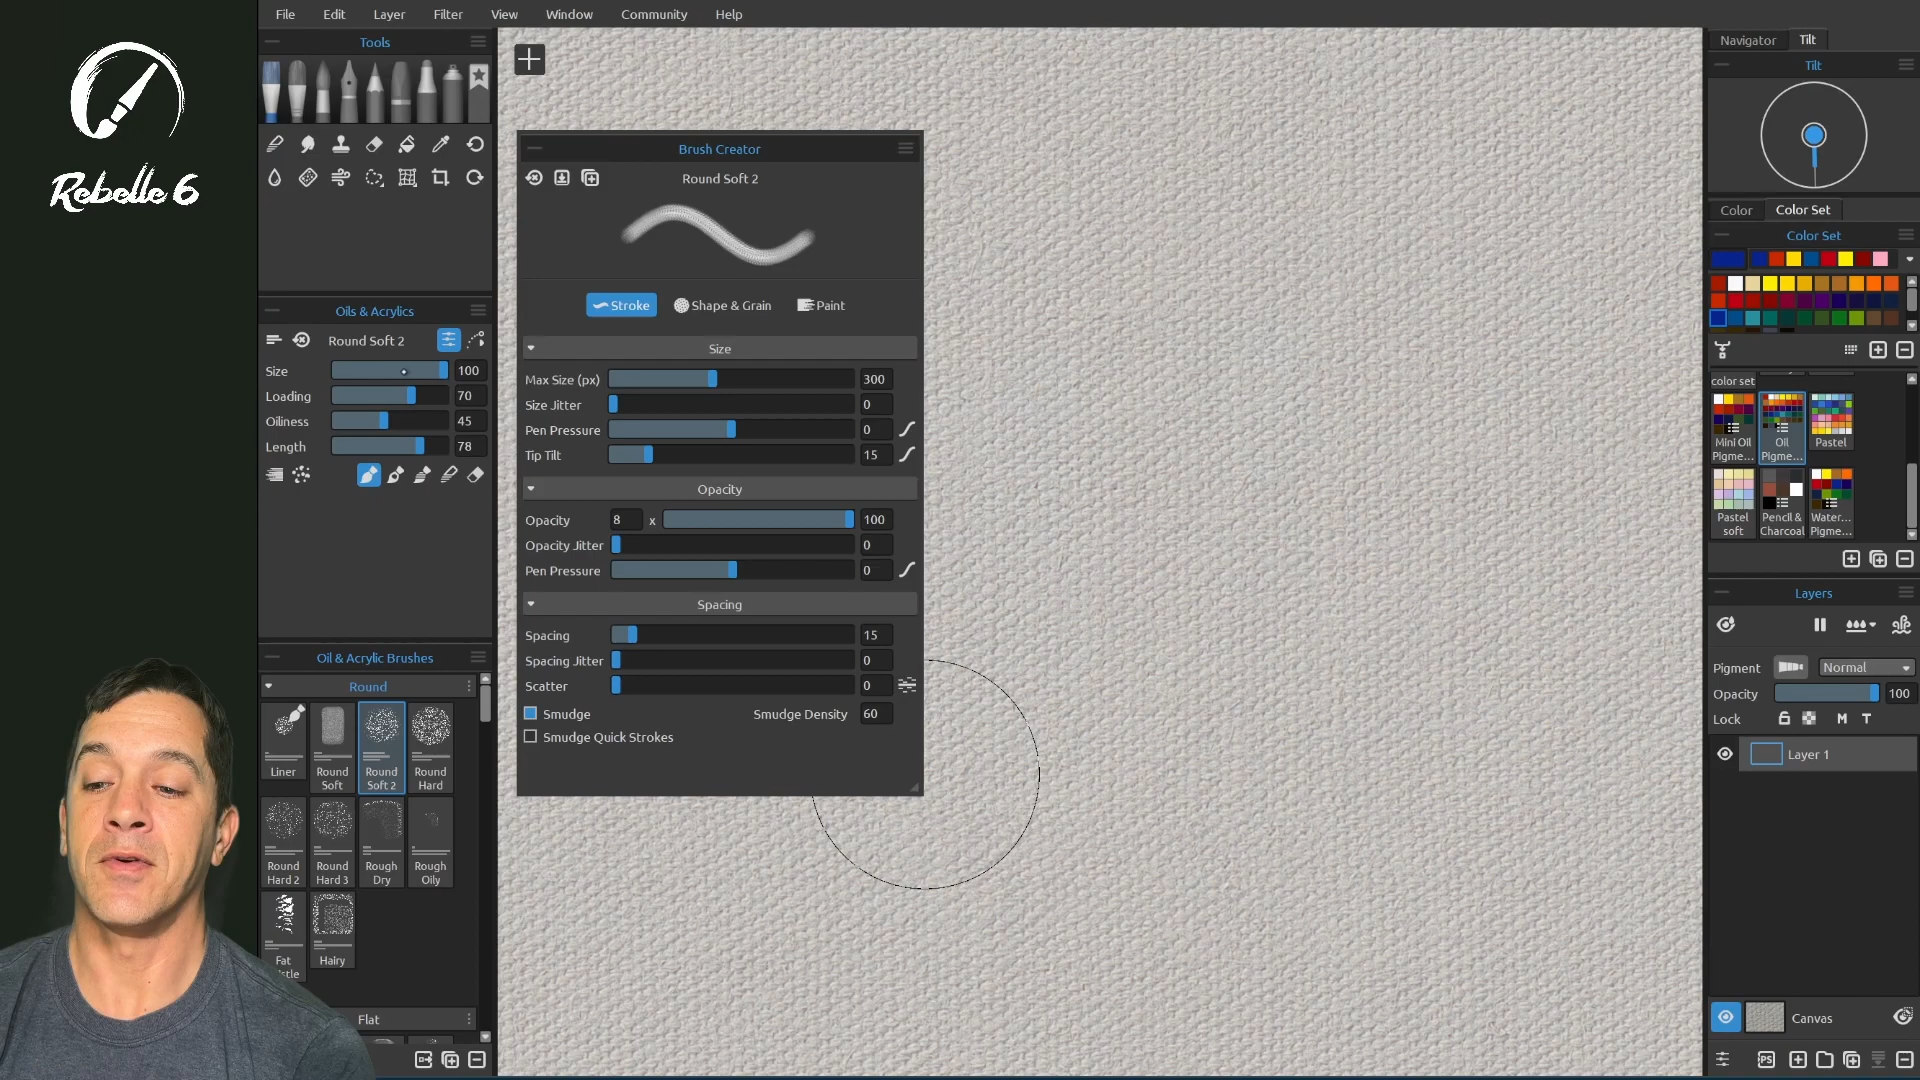 Rebelle 6
File Edit Layer Filter View Window Community Help
Tools
Oils & Acrylics
Round Soft 2
Size 100
Loading 70
Oiliness 45
Length 78
Oil & Acrylic Brushes
Round
Liner
Round Soft
Round Soft 2
Round Hard
Round Hard 2
Round Hard 3
Rough Dry
Rough Oily
Fat
Hairy
Flat
Brush Creator
Round Soft 2
Stroke Shape & Grain Paint
Size
Max Size (px) 300
Size Jitter 0
Pen Pressure 0
Tip Tilt 15
Opacity
Opacity 8 x 100
Opacity Jitter 0
Pen Pressure 0
Spacing
Spacing 15
Spacing Jitter 0
Scatter 0
Smudge Smudge Density 60
Smudge Quick Strokes
Navigator Tilt
Tilt
Color Color Set
Color Set
color set
Mini Oil Pigme...
Oil Pigme...
Pastel
Pastel soft
Pencil & Charcoal
Water... Pigme...
Layers
Pigment Normal
Opacity 100
Lock M T
Layer 1
Canvas
PS